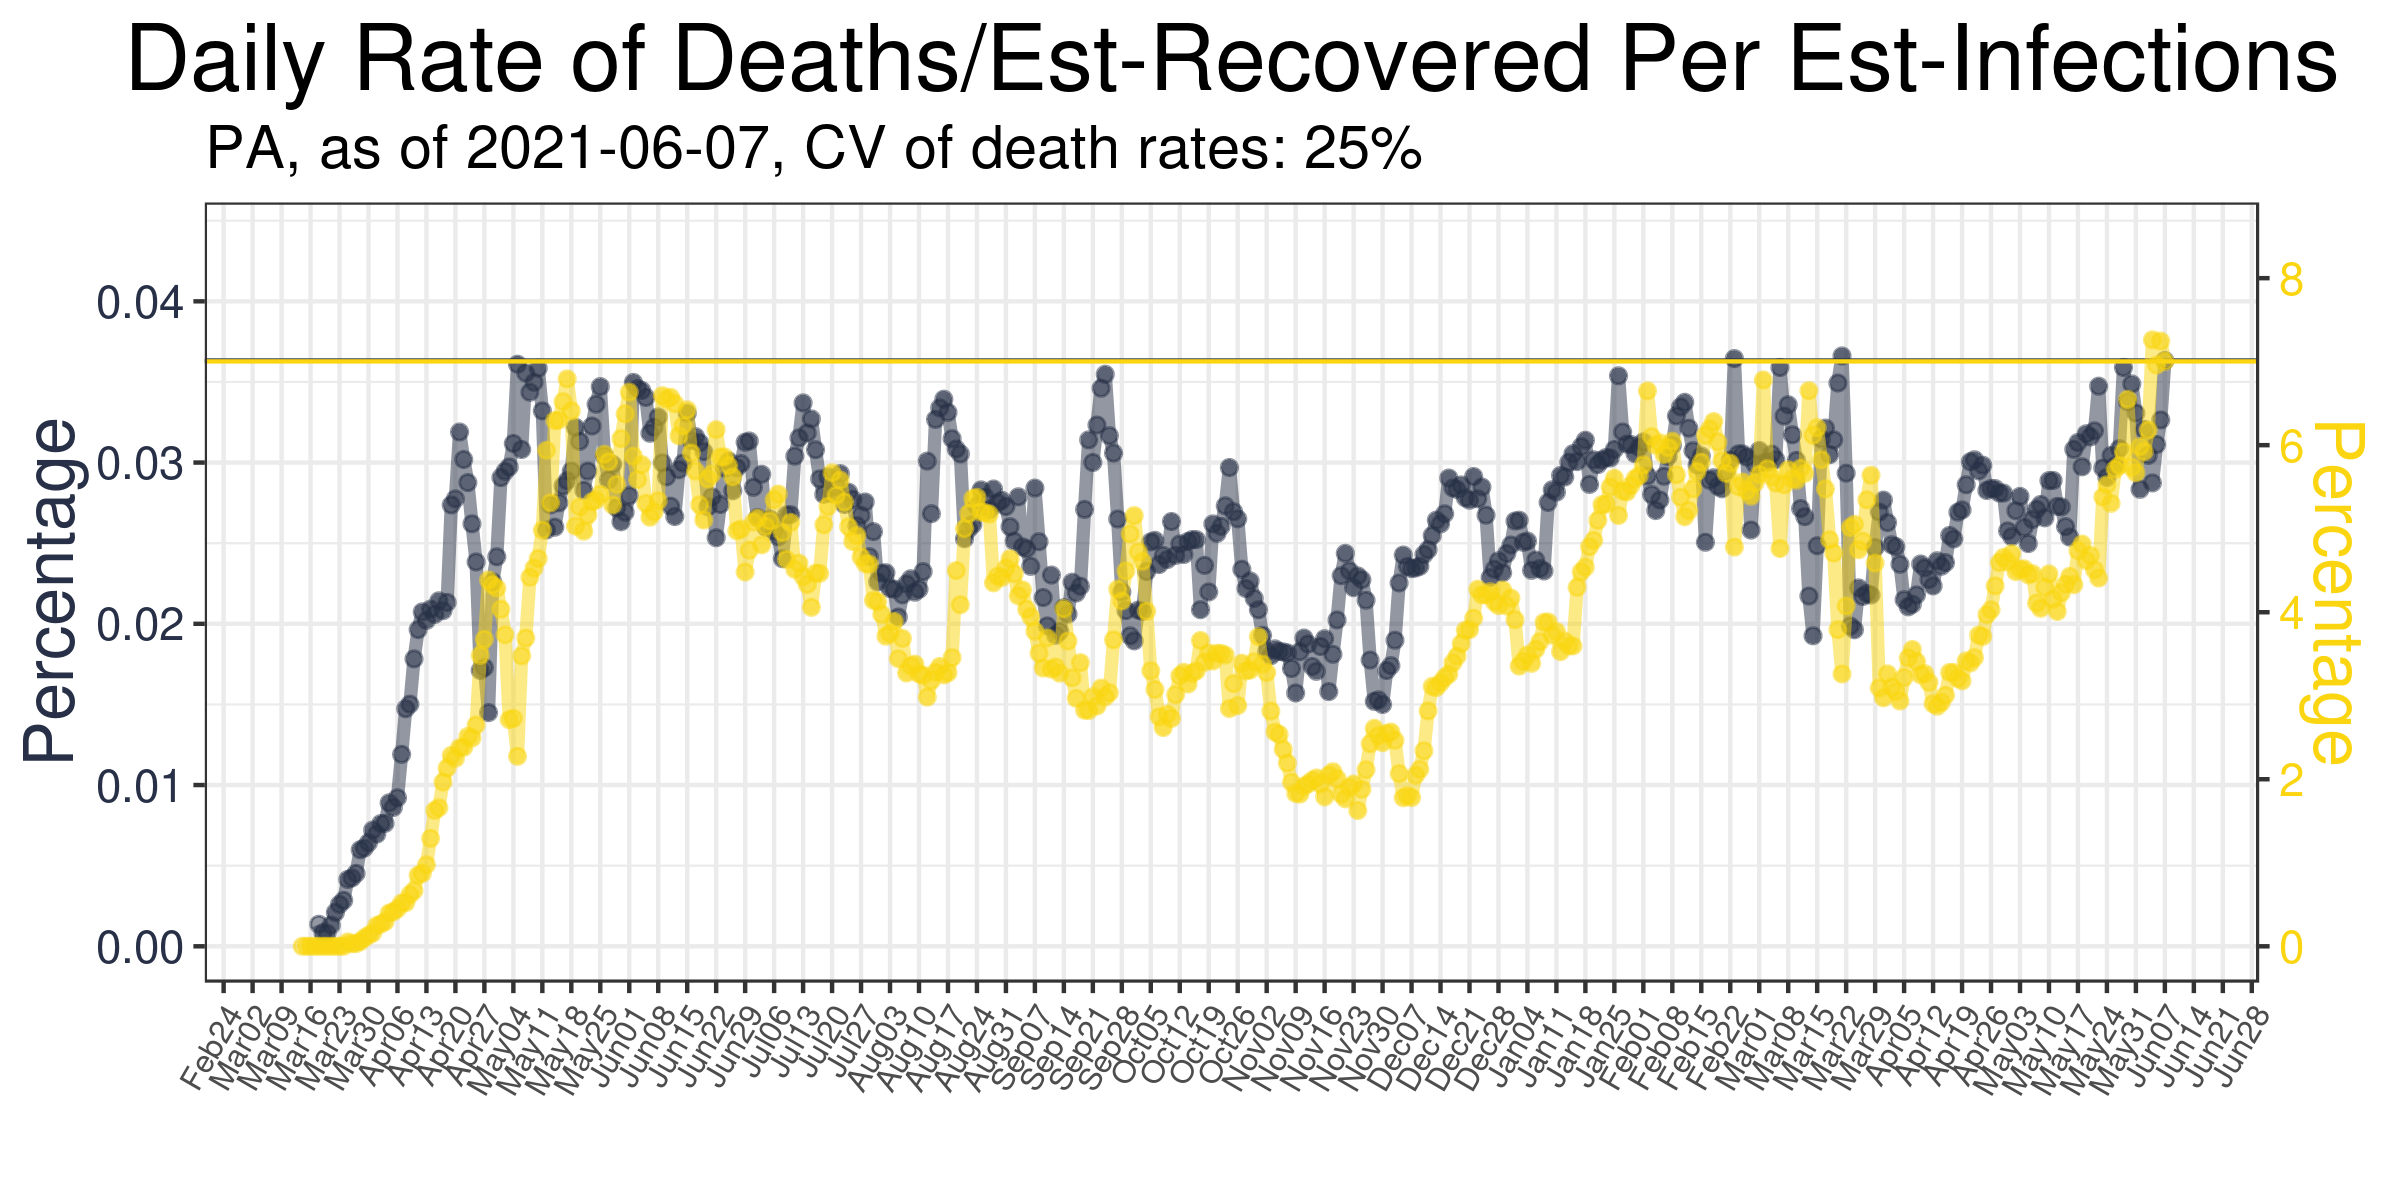 Daily Rate of Deaths/Est-Recovered Per Est-Infections
PA, as of 2021-06-07, CV of death rates: 25%
Percentage
0.04
0.03
0.02
0.01
0.00
8
6
4
2
0
Percentage
Feb24
Mar02
Mar09
Mar16
Mar23
Mar30
Apr06
Apr13
Apr20
Apr27
May04
May11
May18
May25
Jun01
Jun08
Jun15
Jun22
Jun29
Jul06
Jul13
Jul20
Jul27
Aug03
Aug10
Aug17
Aug24
Aug31
Sep07
Sep14
Sep21
Sep28
Oct05
Oct12
Oct19
Oct26
Nov02
Nov09
Nov16
Nov23
Nov30
Dec07
Dec14
Dec21
Dec28
Jan04
Jan11
Jan18
Jan25
Feb01
Feb08
Feb15
Feb22
Mar01
Mar08
Mar15
Mar22
Mar29
Apr05
Apr12
Apr19
Apr26
May03
May10
May17
May24
May31
Jun07
Jun14
Jun21
Jun28